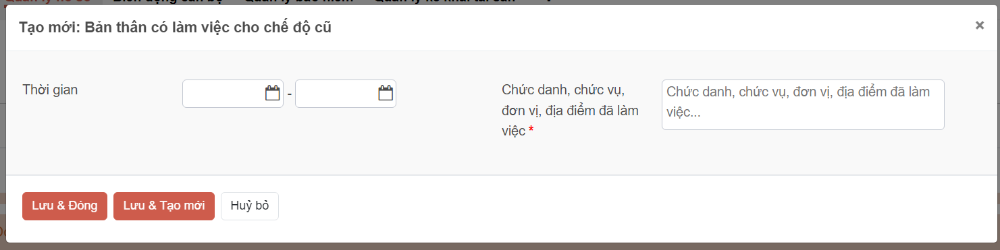 Tạo mới: Bản thân có làm việc cho chế độ cũ
×
Thời gian
-
Chức danh, chức vụ,
đơn vị, địa điểm đã làm
việc *
Chức danh, chức vụ, đơn vị, địa điểm đã làm
việc...
Lưu & Đóng
Lưu & Tạo mới
Huỷ bỏ